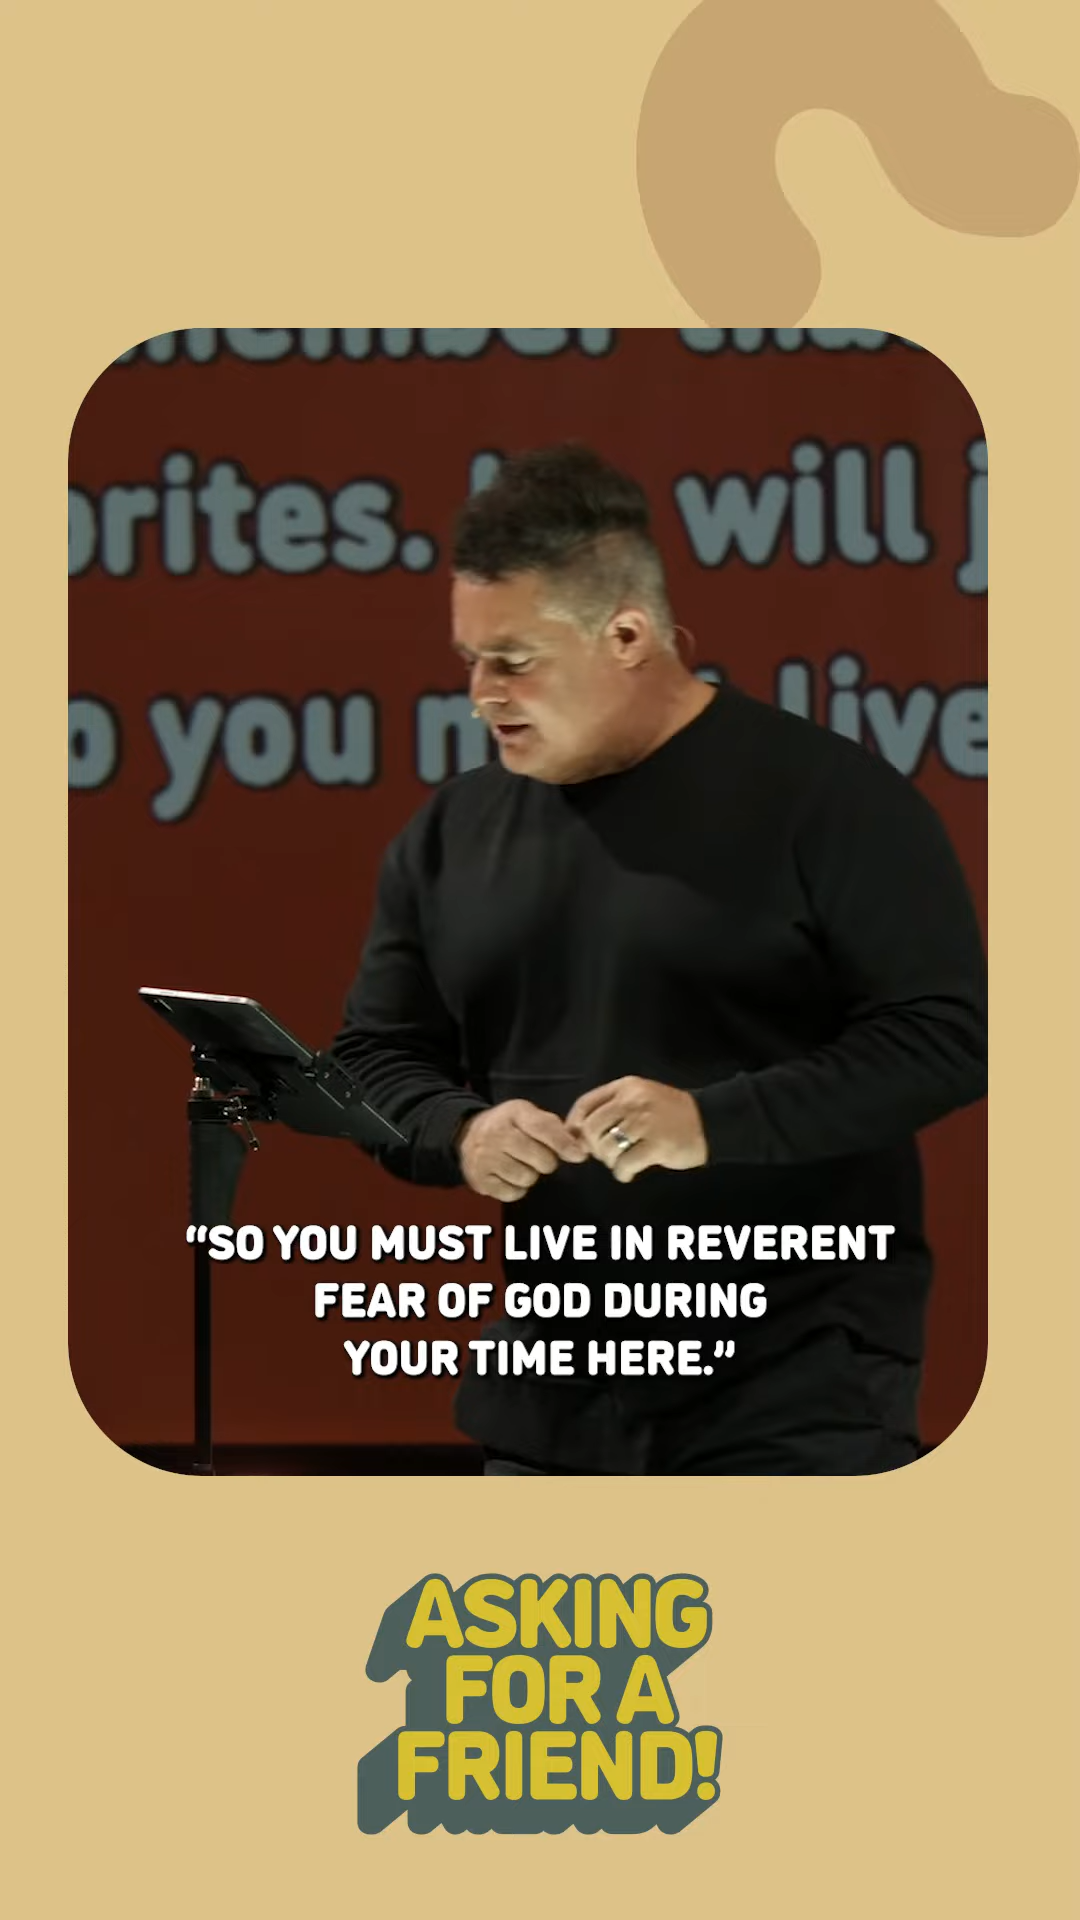 will
you live
“SO YOU MUST LIVE IN REVERENT
FEAR OF GOD DURING
YOUR TIME HERE.”
ASKING
FOR A
FRIEND!